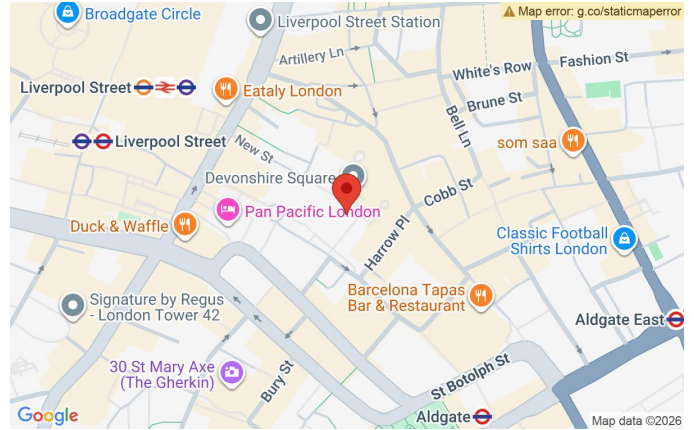 Broadgate Circle
Liverpool Street Station
Map error: g.co/staticmaperror
Artillery Ln
Fashion St
White's Row
Liverpool Street
Eataly London
Brune St
Bell Ln
Liverpool Street
New St
som saa
Devonshire Square
Cobb St
Pan Pacific London
Duck & Waffle
Harrow Pl
Classic Football
Shirts London
Barcelona Tapas
Bar & Restaurant
Signature by Regus
- London Tower 42
Aldgate East
30 St Mary Axe
(The Gherkin)
Bury St
St Botolph St
Google
Aldgate
Map data ©2026